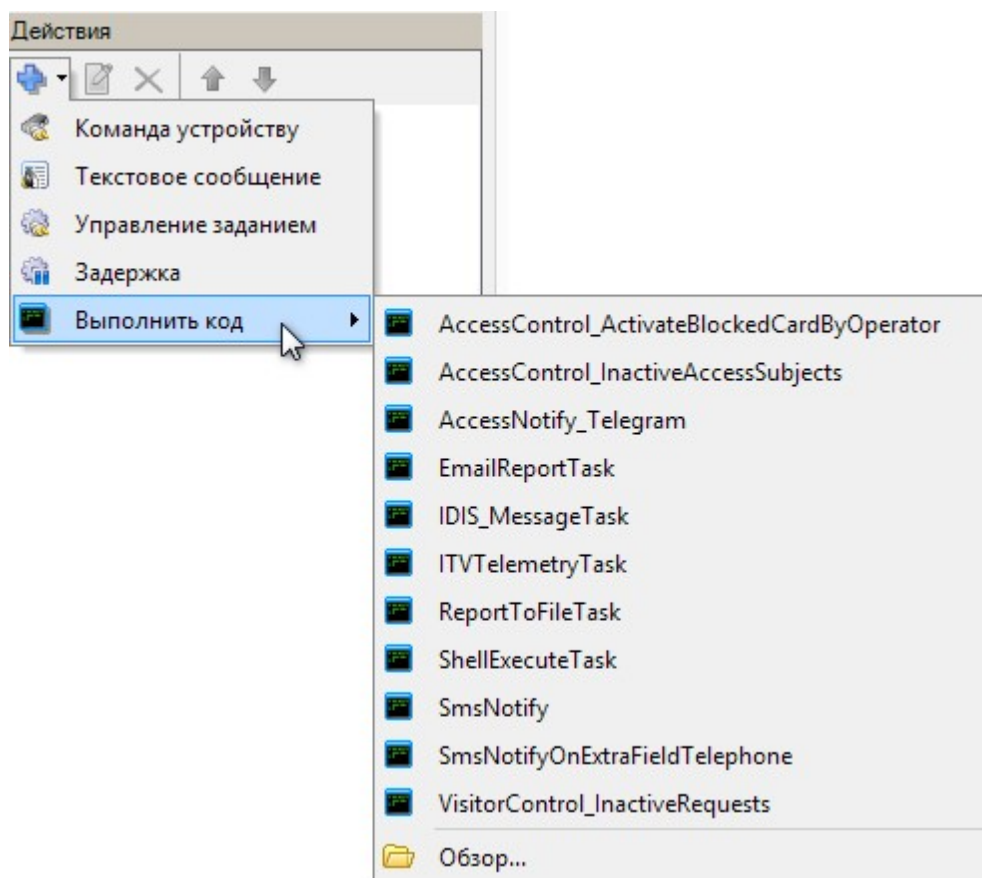 Действия
Команда устройству
Текстовое сообщение
Управление заданием
Задержка
Выполнить код
AccessControl_ActivateBlockedCardByOperator
AccessControl_InactiveAccessSubjects
AccessNotify_Telegram
EmailReportTask
IDIS_MessageTask
ITVTelemetryTask
ReportToFileTask
ShellExecuteTask
SmsNotify
SmsNotifyOnExtraFieldTelephone
VisitorControl_InactiveRequests
Обзор...